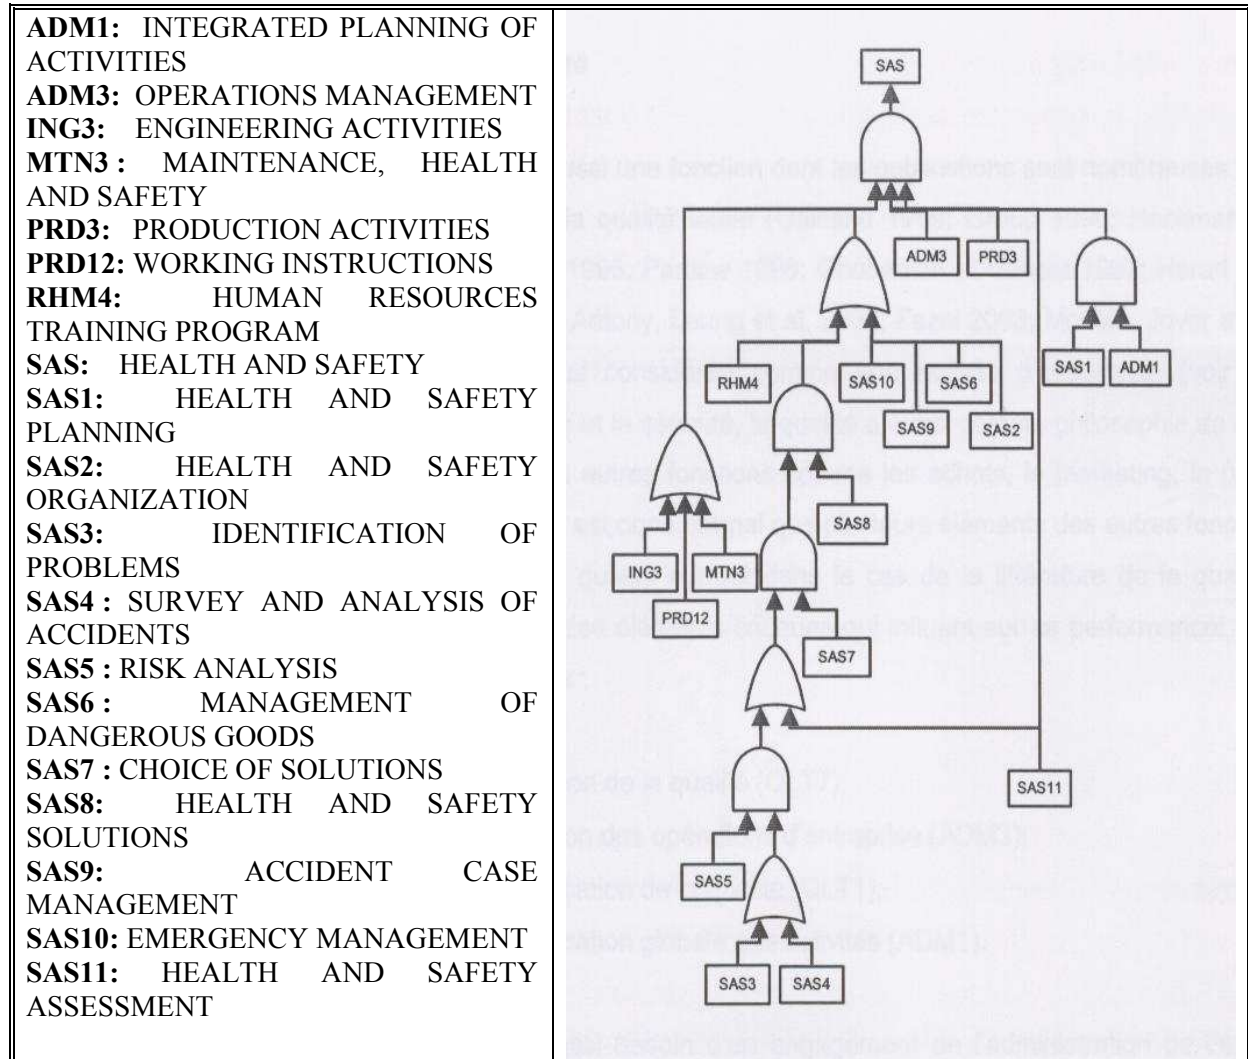 ADM1: INTEGRATED PLANNING OF
ACTIVITIES
ADM3: OPERATIONS MANAGEMENT
ING3: ENGINEERING ACTIVITIES
MTN3 : MAINTENANCE, HEALTH
AND SAFETY
PRD3: PRODUCTION ACTIVITIES
PRD12: WORKING INSTRUCTIONS
RHM4: HUMAN RESOURCES
TRAINING PROGRAM
SAS: HEALTH AND SAFETY
SAS1: HEALTH AND SAFETY
PLANNING
SAS2: HEALTH AND SAFETY
ORGANIZATION
SAS3: IDENTIFICATION OF
PROBLEMS
SAS4 : SURVEY AND ANALYSIS OF
ACCIDENTS
SAS5 : RISK ANALYSIS
SAS6 : MANAGEMENT OF
DANGEROUS GOODS
SAS7 : CHOICE OF SOLUTIONS
SAS8: HEALTH AND SAFETY
SOLUTIONS
SAS9: ACCIDENT CASE
MANAGEMENT
SAS10: EMERGENCY MANAGEMENT
SAS11: HEALTH AND SAFETY
ASSESSMENT
SAS
ADM3
PRD3
RHM4
SAS10
SAS6
SAS1
ADM1
SAS9
SAS2
SAS8
ING3
MTN3
PRD12
SAS7
SAS11
SAS5
SAS3
SAS4